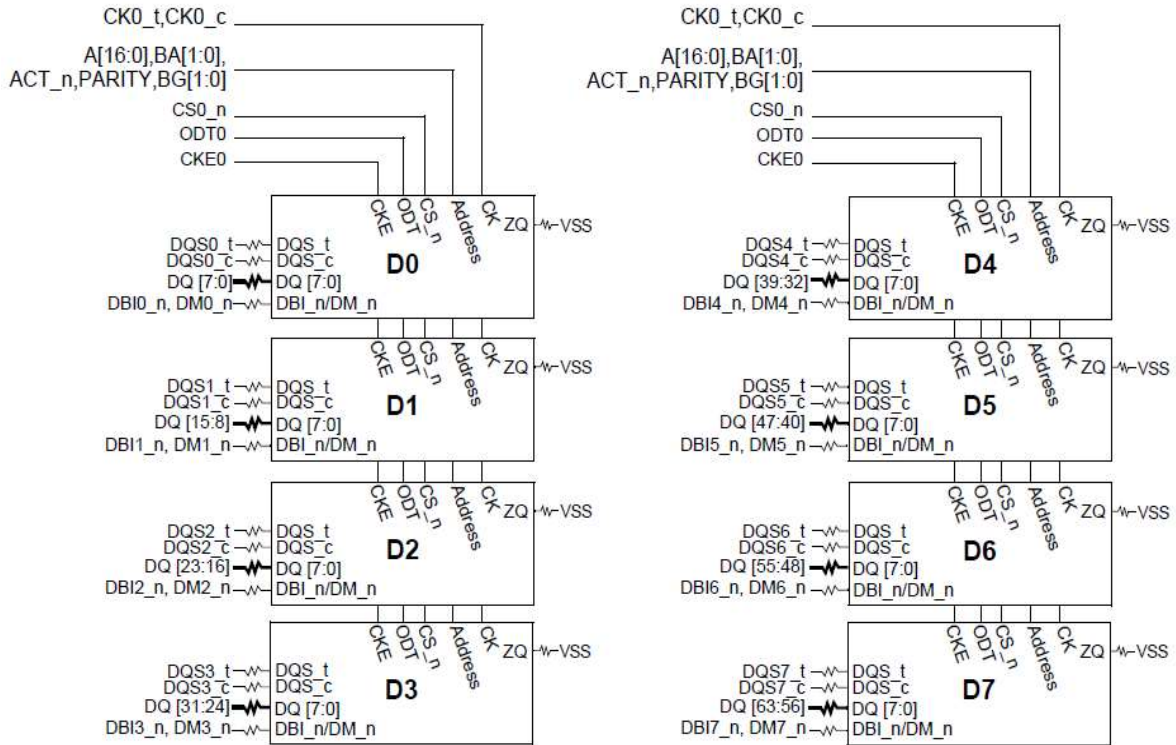 CK0_t,CK0_c
A[16:0],BA[1:0],
ACT_n,PARITY,BG[1:0]
CS0_n
ODT0
CKE0
CKE ODT CS_n Address CK ZQ VSS
DQS0_t DQS_t
DQS0_c DQS_c
D0
DQ [7:0] DQ [7:0]
DBI0_n, DM0_n DBI_n/DM_n
CKE ODT CS_n Address CK ZQ VSS
DQS1_t DQS_t
DQS1_c DQS_c
D1
DQ [15:8] DQ [7:0]
DBI1_n, DM1_n DBI_n/DM_n
CKE ODT CS_n Address CK ZQ VSS
DQS2_t DQS_t
DQS2_c DQS_c
D2
DQ [23:16] DQ [7:0]
DBI2_n, DM2_n DBI_n/DM_n
CKE ODT CS_n Address CK ZQ VSS
DQS3_t DQS_t
DQS3_c DQS_c
D3
DQ [31:24] DQ [7:0]
DBI3_n, DM3_n DBI_n/DM_n
CK0_t,CK0_c
A[16:0],BA[1:0],
ACT_n,PARITY,BG[1:0]
CS0_n
ODT0
CKE0
CKE ODT CS_n Address CK ZQ VSS
DQS4_t DQS_t
DQS4_c DQS_c
D4
DQ [39:32] DQ [7:0]
DBI4_n, DM4_n DBI_n/DM_n
CKE ODT CS_n Address CK ZQ VSS
DQS5_t DQS_t
DQS5_c DQS_c
D5
DQ [47:40] DQ [7:0]
DBI5_n, DM5_n DBI_n/DM_n
CKE ODT CS_n Address CK ZQ VSS
DQS6_t DQS_t
DQS6_c DQS_c
D6
DQ [55:48] DQ [7:0]
DBI6_n, DM6_n DBI_n/DM_n
CKE ODT CS_n Address CK ZQ VSS
DQS7_t DQS_t
DQS7_c DQS_c
D7
DQ [63:56] DQ [7:0]
DBI7_n, DM7_n DBI_n/DM_n